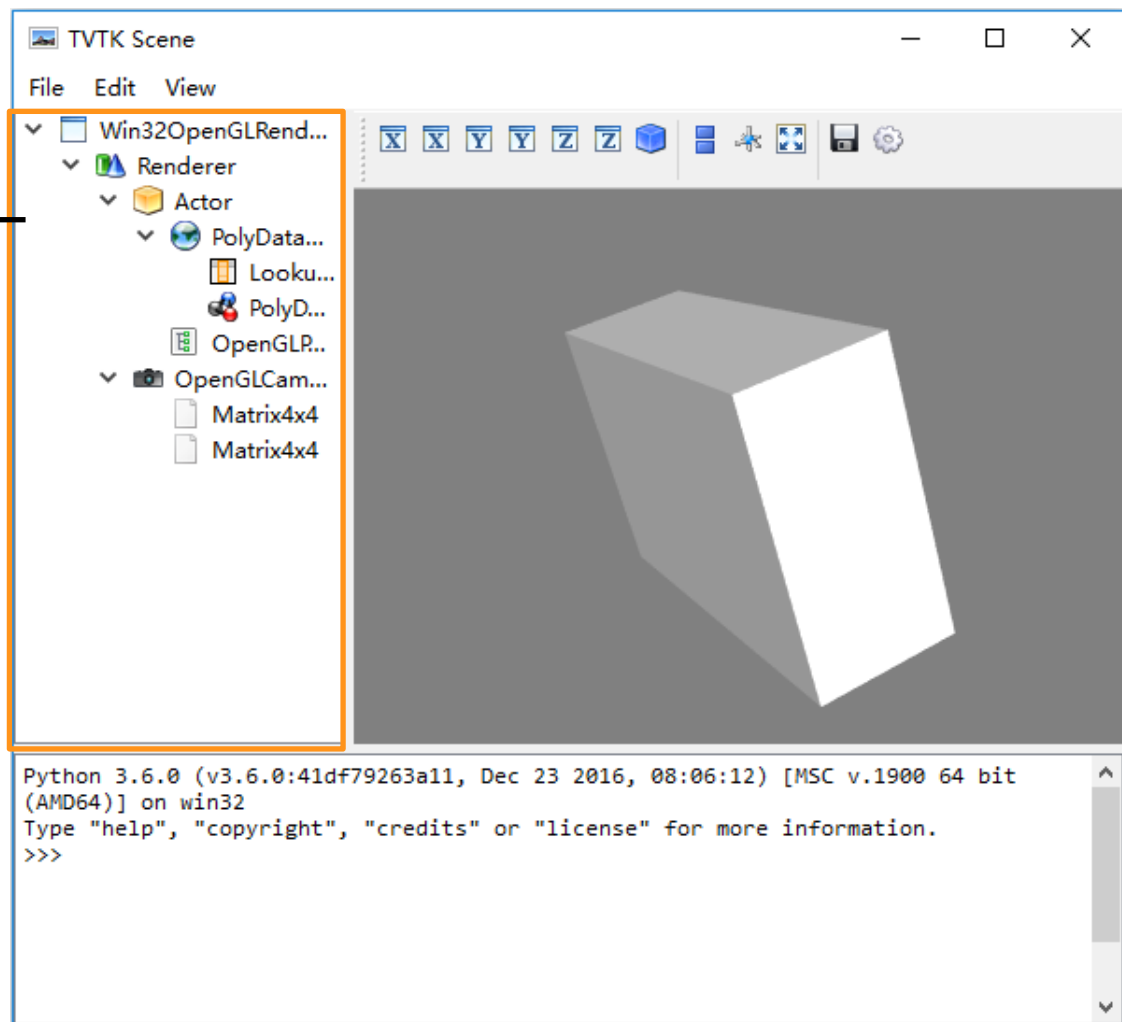 TVTK Scene
File Edit View
Win32OpenGLRend...
Renderer
Actor
PolyData...
Looku...
PolyD...
OpenGLP...
OpenGLCam...
Matrix4x4
Matrix4x4
X X Y Y Z Z
Python 3.6.0 (v3.6.0:41df79263a11, Dec 23 2016, 08:06:12) [MSC v.1900 64 bit
(AMD64)] on win32
Type "help", "copyright", "credits" or "license" for more information.
>>>